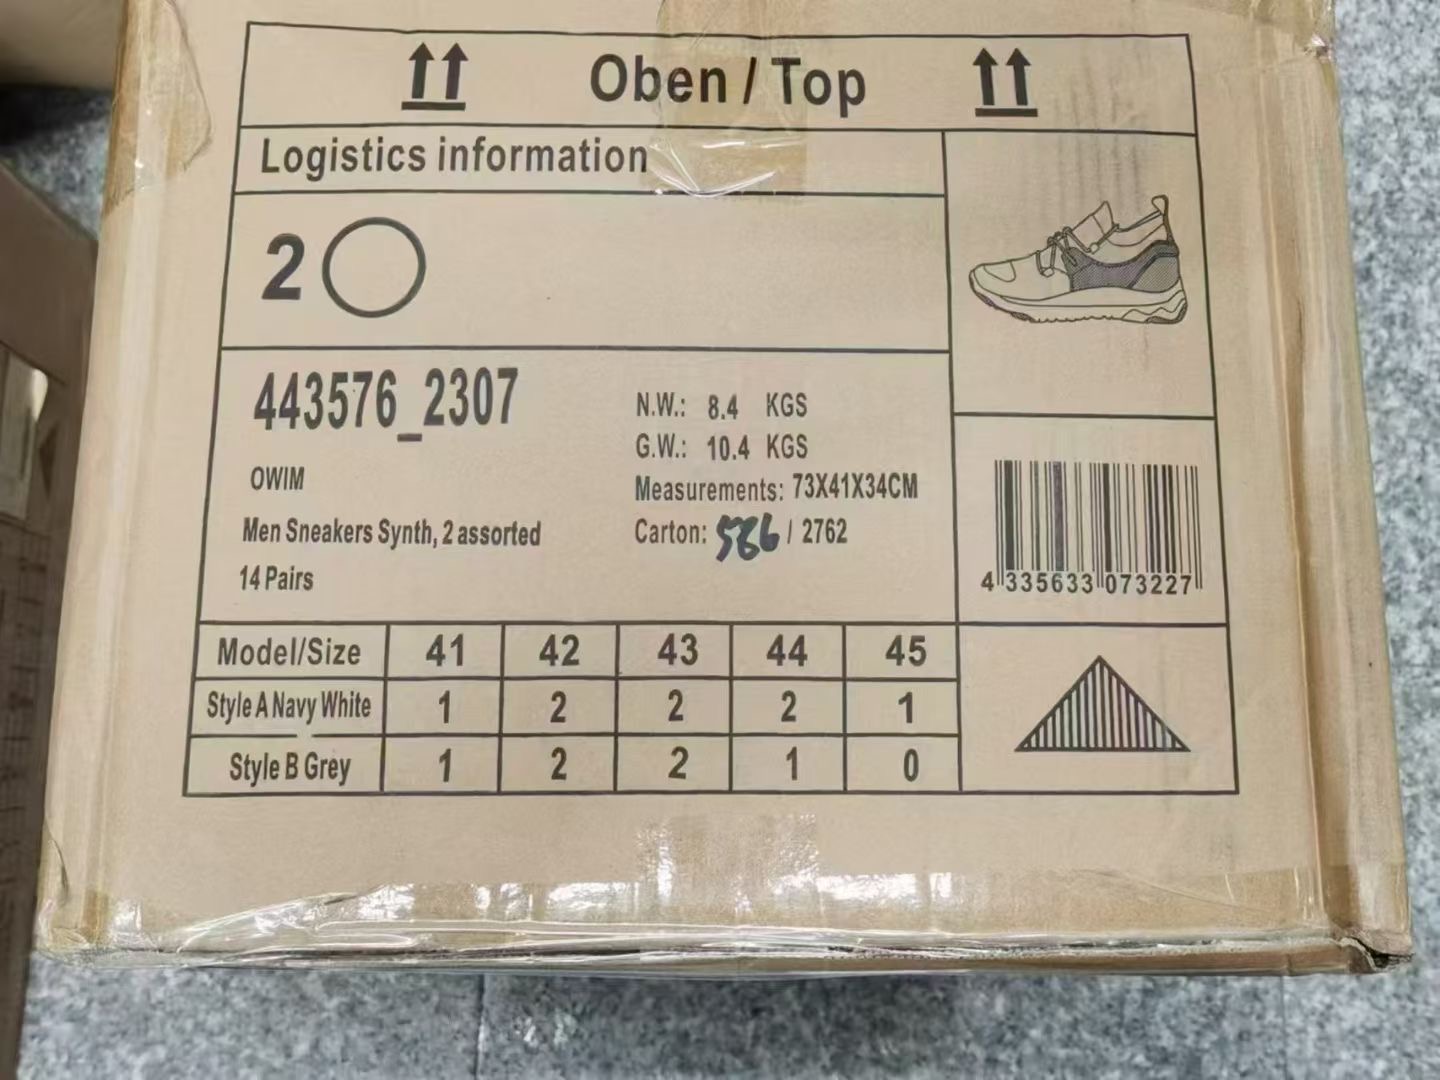 Oben / Top
Logistics information
2
443576_2307
OWIM
Men Sneakers Synth, 2 assorted
14 Pairs
N.W.: 8.4 KGS
G.W.: 10.4 KGS
Measurements: 73X41X34CM
Carton: 586 / 2762
4 335633 073227
Model/Size 41 42 43 44 45
Style A Navy White 1 2 2 2 1
Style B Grey 1 2 2 1 0